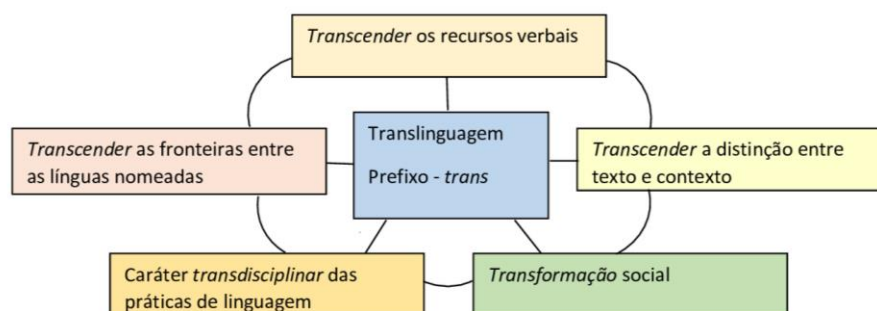 Transcender os recursos verbais
Transcender as fronteiras entre
as línguas nomeadas
Translinguagem
Prefixo - trans
Transcender a distinção entre
texto e contexto
Caráter transdisciplinar das
práticas de linguagem
Transformação social